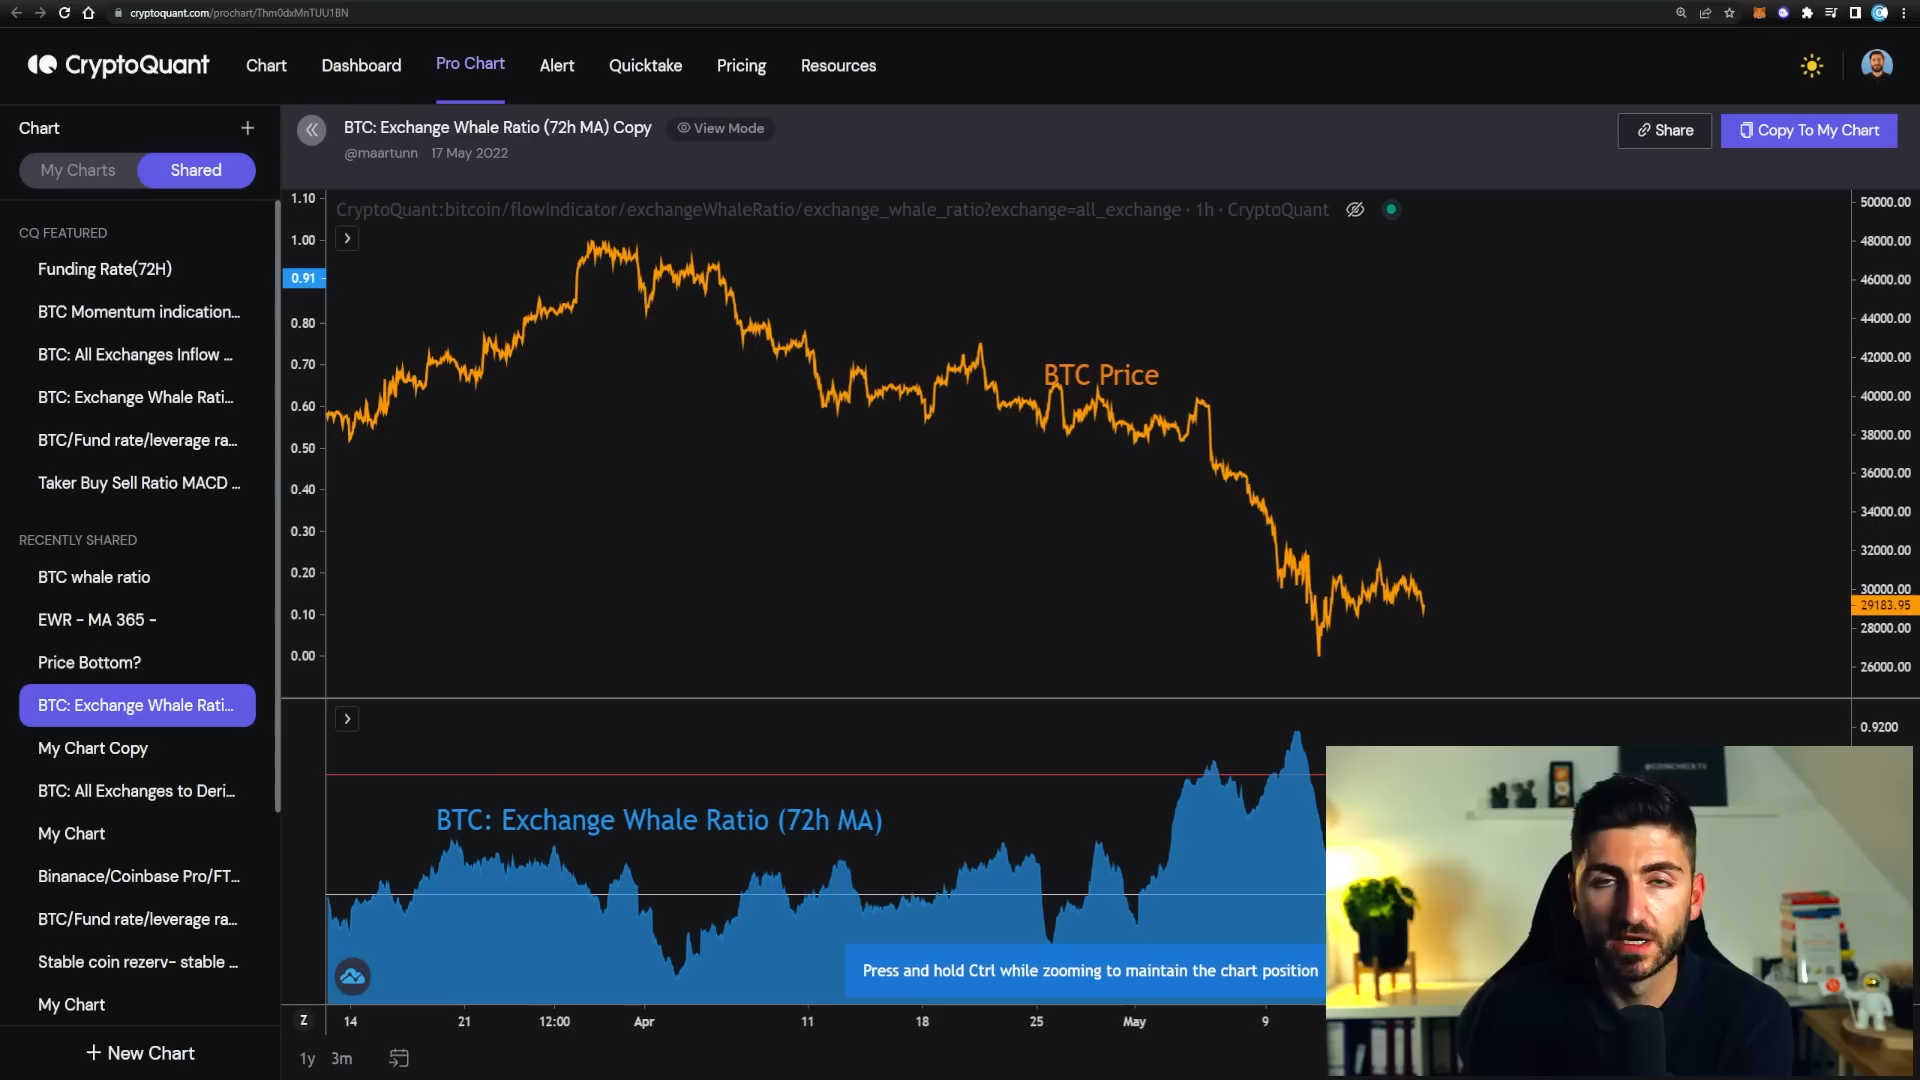 cryptoquant.com/prochart/Thm0dxMnTUU1BN
CryptoQuant
Chart
Dashboard
Pro Chart
Alert
Quicktake
Pricing
Resources
Chart
+
My Charts
Shared
CQ FEATURED
Funding Rate(72H)
BTC Momentum indication...
BTC: All Exchanges Inflow ...
BTC: Exchange Whale Rati...
BTC/Fund rate/leverage ra...
Taker Buy Sell Ratio MACD ...
RECENTLY SHARED
BTC whale ratio
EWR - MA 365 -
Price Bottom?
BTC: Exchange Whale Rati...
My Chart Copy
BTC: All Exchanges to Deri...
My Chart
Binanace/Coinbase Pro/FT...
BTC/Fund rate/leverage ra...
Stable coin rezerv- stable ...
My Chart
+ New Chart
BTC: Exchange Whale Ratio (72h MA) Copy
View Mode
@maartunn 17 May 2022
Share
Copy To My Chart
CryptoQuant:bitcoin/flowIndicator/exchangeWhaleRatio/exchange_whale_ratio?exchange=all_exchange · 1h · CryptoQuant
1.10
1.00
0.91
0.80
0.70
0.60
0.50
0.40
0.30
0.20
0.10
0.00
BTC Price
50000.00
48000.00
46000.00
44000.00
42000.00
40000.00
38000.00
36000.00
34000.00
32000.00
30000.00
29183.95
28000.00
26000.00
0.9200
BTC: Exchange Whale Ratio (72h MA)
Press and hold Ctrl while zooming to maintain the chart position
Z
14
21
12:00
Apr
11
18
25
May
9
1y
3m